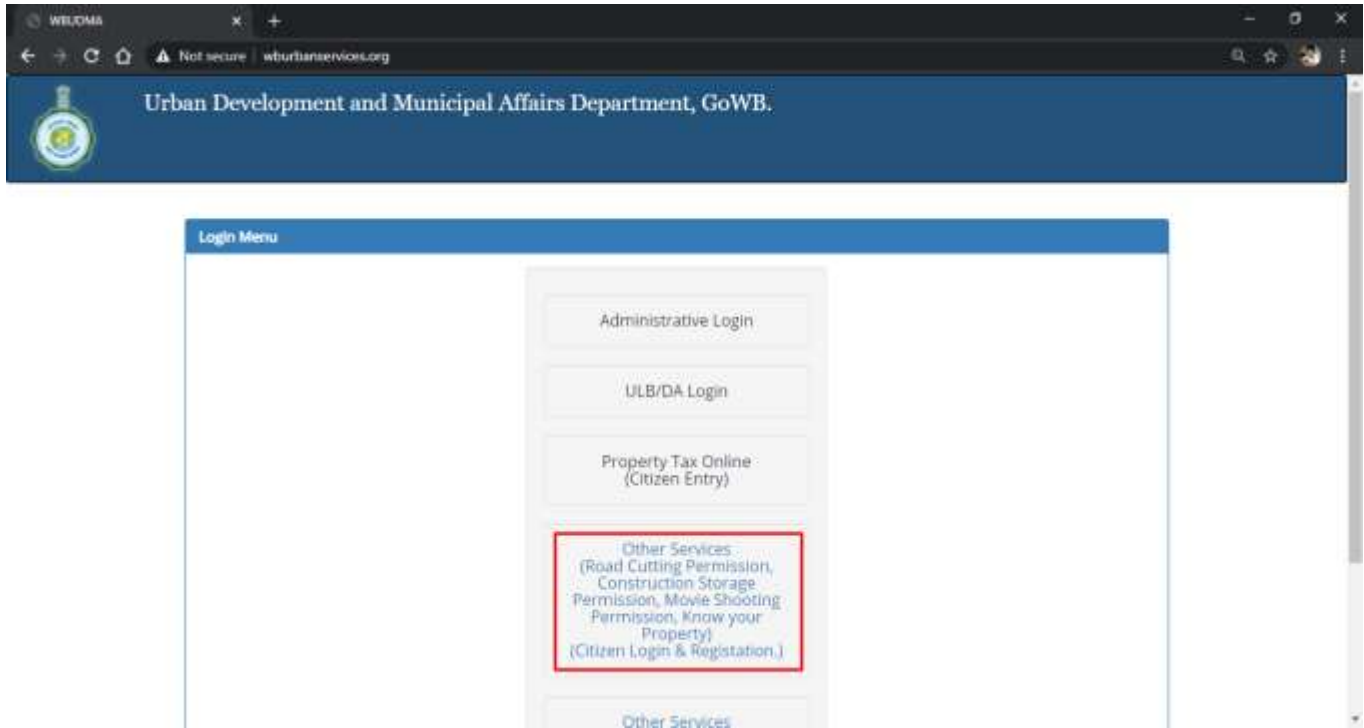 WBUDMA
Not secure
wburbanservices.org
Urban Development and Municipal Affairs Department, GoWB.
Login Menu
Administrative Login
ULB/DA Login
Property Tax Online
(Citizen Entry)
Other Services
(Road Cutting Permission,
Construction Storage
Permission, Movie Shooting
Permission, Know your
Property)
(Citizen Login & Registation.)
Other Services